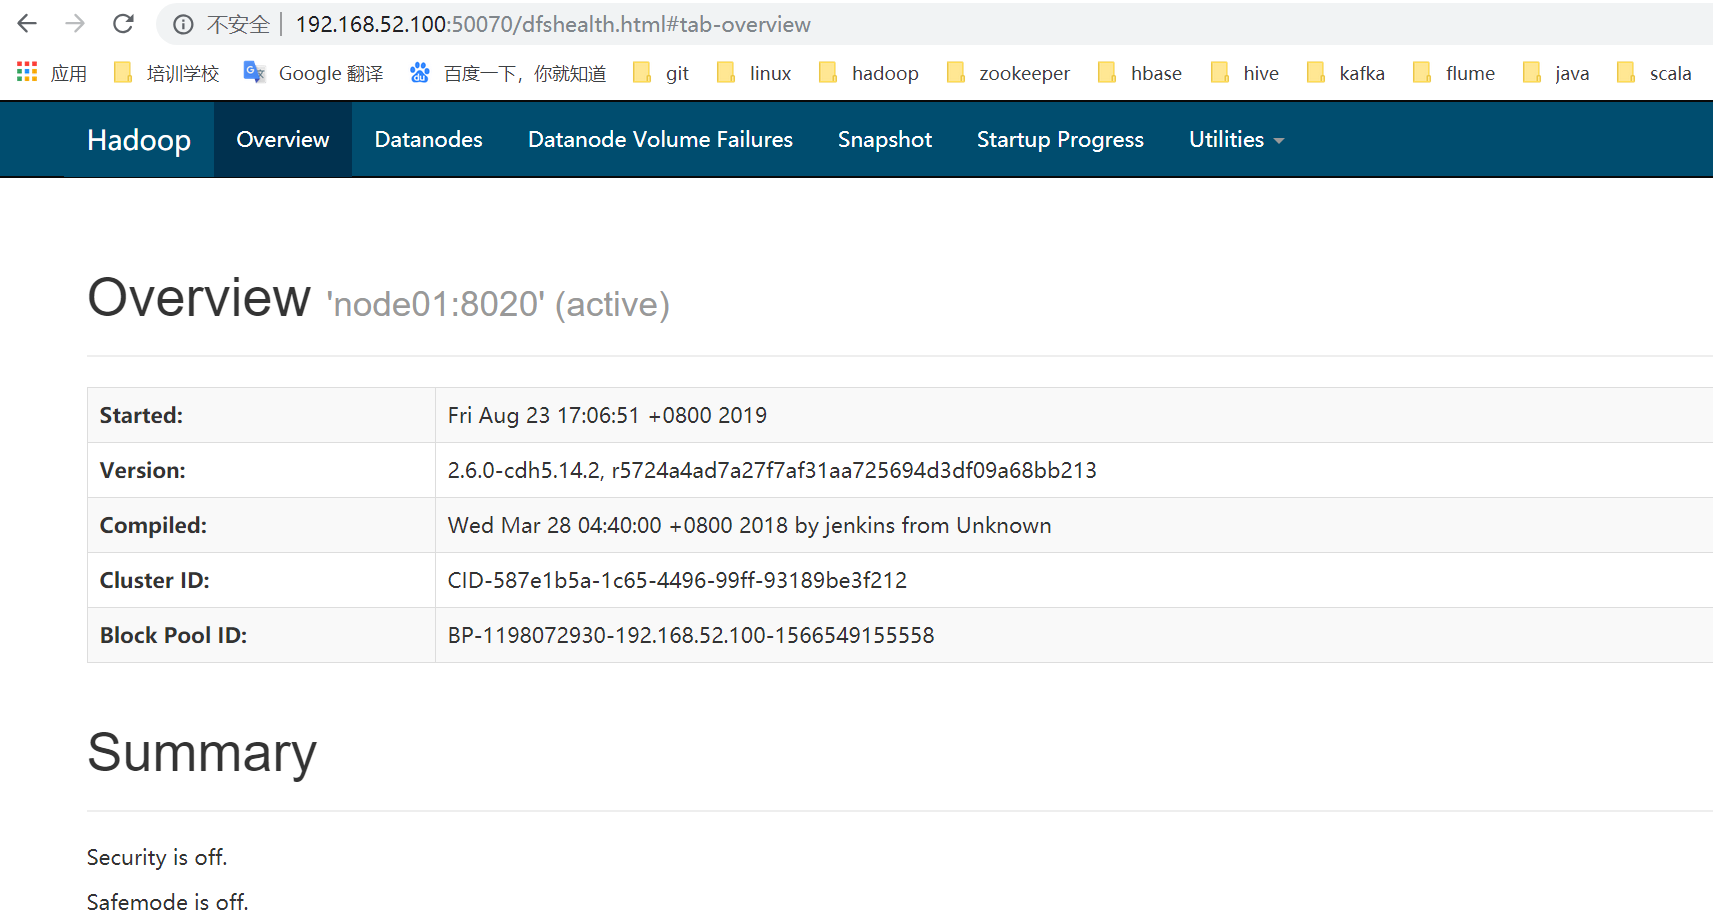 不安全 192.168.52.100:50070/dfshealth.html#tab-overview
应用 培训学校 Google 翻译 百度一下，你就知道 git linux hadoop zookeeper hbase hive kafka flume java scala
Hadoop Overview Datanodes Datanode Volume Failures Snapshot Startup Progress Utilities
Overview 'node01:8020' (active)
Started: Fri Aug 23 17:06:51 +0800 2019
Version: 2.6.0-cdh5.14.2, r5724a4ad7a27f7af31aa725694d3df09a68bb213
Compiled: Wed Mar 28 04:40:00 +0800 2018 by jenkins from Unknown
Cluster ID: CID-587e1b5a-1c65-4496-99ff-93189be3f212
Block Pool ID: BP-1198072930-192.168.52.100-1566549155558
Summary
Security is off.
Safemode is off.